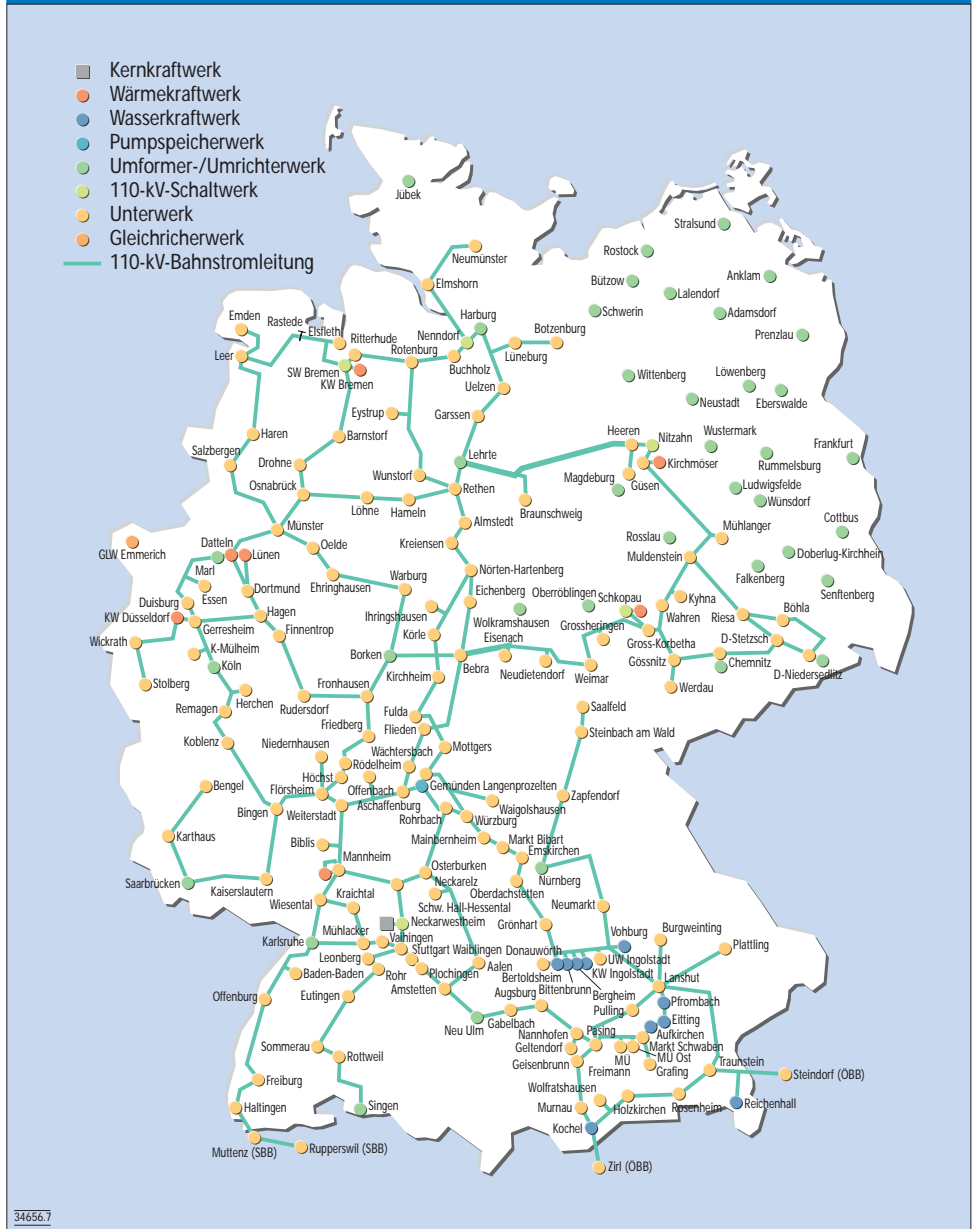 Kernkraftwerk
Wärmekraftwerk
Wasserkraftwerk
Pumpspeicherwerk
Umformer-/Umrichterwerk
110-kV-Schaltwerk
Unterwerk
Gleichricherwerk
110-kV-Bahnstromleitung
Jübek
Stralsund
Neumünster
Rostock
Elmshorn
Bützow
Anklam
Lalendorf
Schwerin
Adamsdorf
Prenzlau
Emden
Rastede
Elsfleth
Ritterhude
Nenndorf
Harburg
Botzenburg
Leer
Rotenburg
Lüneburg
SW Bremen
KW Bremen
Buchholz
Uelzen
Wittenberg
Löwenberg
Neustadt
Eberswalde
Eystrup
Garssen
Haren
Barnstorf
Heeren
Nitzahn
Wustermark
Frankfurt
Salzbergen
Drohne
Lehrte
Kirchmöser
Rummelsburg
Wunstorf
Magdeburg
Güsen
Ludwigsfelde
Osnabrück
Rethen
Wünsdorf
Löhne
Hameln
Braunschweig
Münster
Almstedt
Cottbus
GLW Emmerich
Datteln
Lünen
Oelde
Kreiensen
Rosslau
Mühlanger
Muldenstein
Doberlug-Kirchhein
Marl
Ehringhausen
Warburg
Nörten-Hartenberg
Falkenberg
Senftenberg
Essen
Dortmund
Eichenberg
Oberröblingen
Schkopau
Kyhna
Duisburg
KW Düsseldorf
Hagen
Ihringshausen
Wolkramshausen
Wahren
Riesa
Böhla
Gerresheim
Finnentrop
Körle
Eisenach
Grossheringen
Gross-Korbetha
D-Stetzsch
Wickrath
K-Mülheim
Borken
Gössnitz
Köln
Kirchheim
Bebra
Neudietendorf
Weimar
Chemnitz
D-Niedersedlitz
Stolberg
Fronhausen
Werdau
Herchen
Rudersdorf
Remagen
Fulda
Saalfeld
Friedberg
Flieden
Steinbach am Wald
Koblenz
Niedernhausen
Wächtersbach
Mottgers
Rödelheim
Höchst
Bengel
Flörsheim
Offenbach
Gemünden
Langenprozelten
Zapfendorf
Aschaffenburg
Waigolshausen
Bingen
Weiterstadt
Rohrbach
Würzburg
Karthaus
Mainbernheim
Markt Bibart
Biblis
Emskirchen
Mannheim
Osterburken
Saarbrücken
Kaiserslautern
Neckarelz
Nürnberg
Wiesental
Kraichtal
Oberdachstetten
Schw. Hall-Hessental
Neumarkt
Neckarwestheim
Grönhart
Karlsruhe
Mühlacker
Vaihingen
Vohburg
Burgweinting
Leonberg
Stuttgart
Waiblingen
Donauwörth
UW Ingolstadt
Plattling
Baden-Baden
Rohr
Plochingen
Aalen
Bertoldsheim
KW Ingolstadt
Lanshut
Offenburg
Eutingen
Amstetten
Bittenbrunn
Bergheim
Augsburg
Pfrombach
Neu Ulm
Gabelbach
Pulling
Eitting
Sommerau
Nannhofen
Pasing
Aufkirchen
Rottweil
Geltendorf
MÜ
MÜ Ost
Markt Schwaben
Geisenbrunn
Freimann
Grafing
Traunstein
Freiburg
Steindorf (ÖBB)
Haltingen
Singen
Wolfratshausen
Murnau
Holzkirchen
Rosenheim
Reichenhall
Kochel
Muttenz (SBB)
Rupperswil (SBB)
Zirl (ÖBB)
34656.7